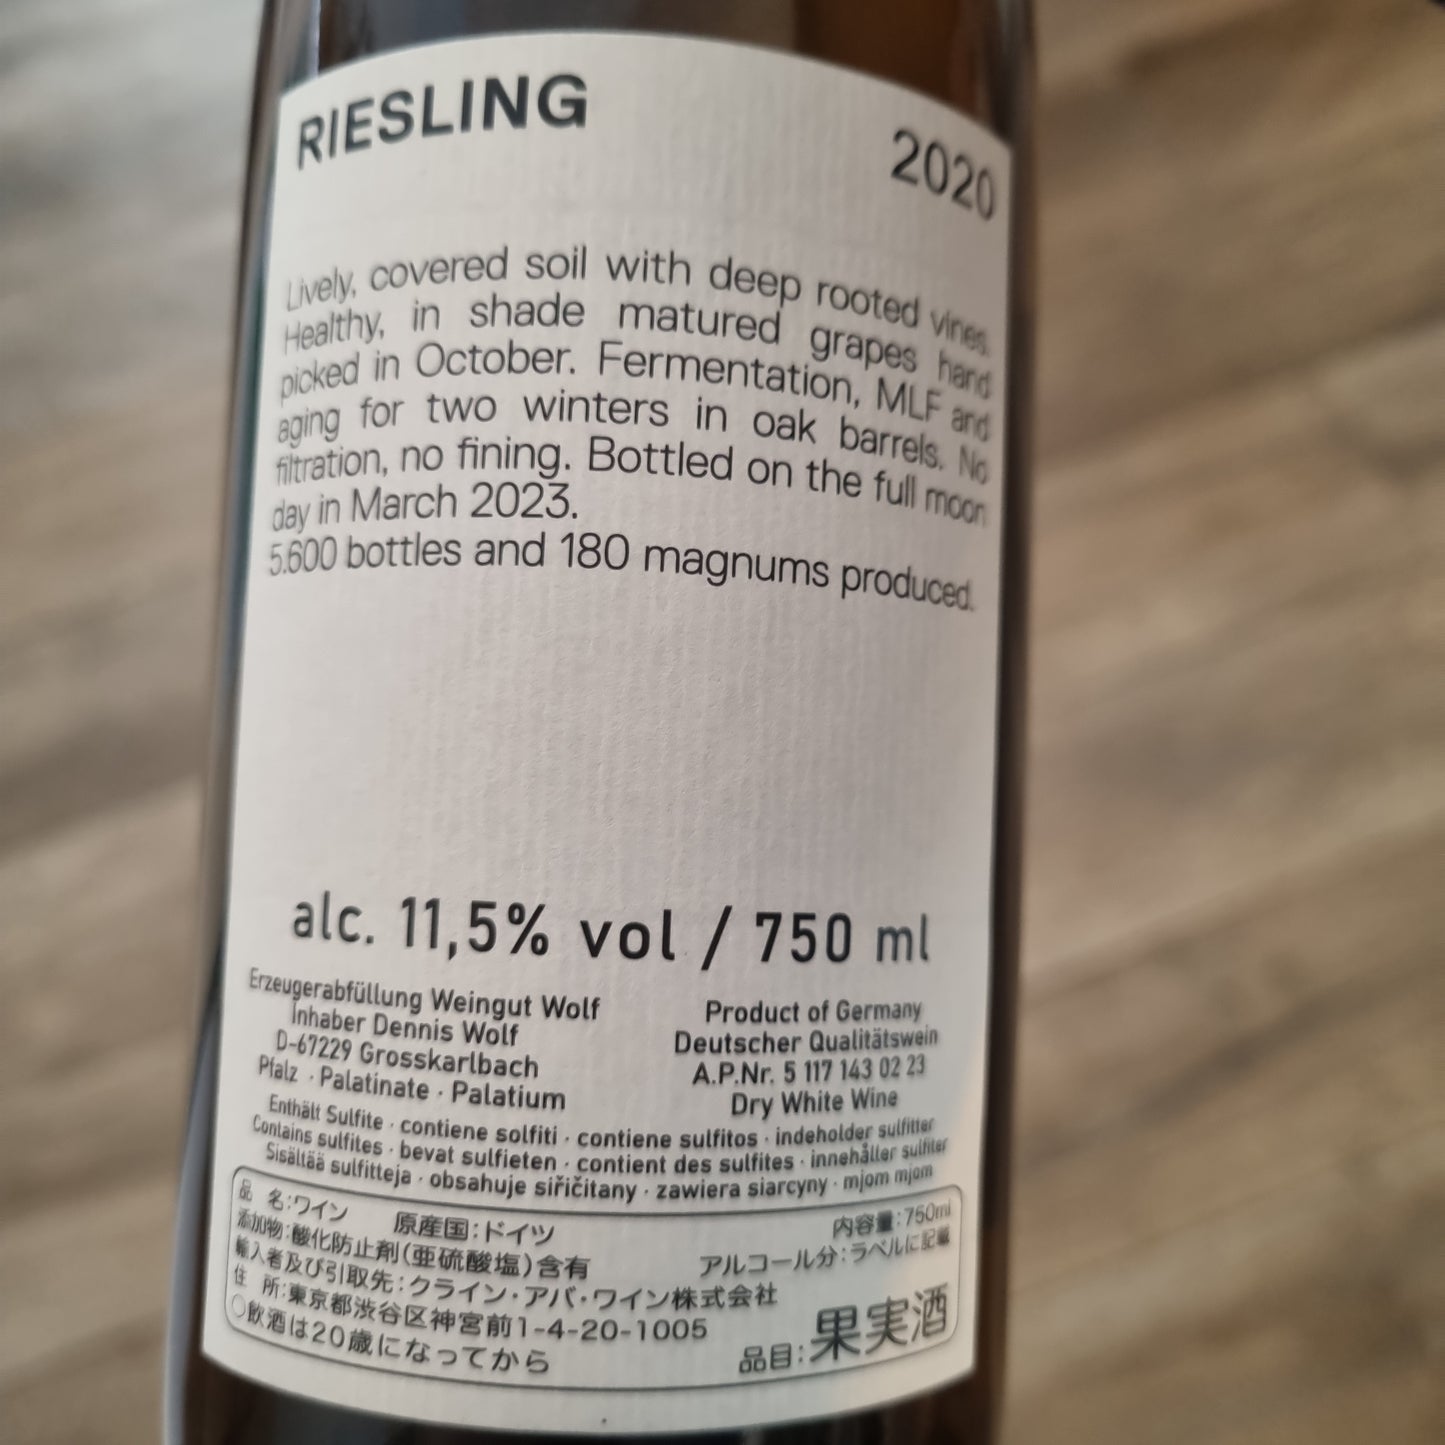 RIESLING
2020
Lively, covered soil with deep rooted vines.
Healthy, in shade matured grapes hand
picked in October. Fermentation, MLF and
aging for two winters in oak barrels. No
filtration, no fining. Bottled on the full moon
day in March 2023.
5.600 bottles and 180 magnums produced.
alc. 11,5% vol / 750 ml
Erzeugerabfüllung Weingut Wolf
Inhaber Dennis Wolf
D-67229 Grosskarlbach
Pfalz · Palatinate · Palatium
Product of Germany
Deutscher Qualitätswein
A.P.Nr. 5 117 143 02 23
Dry White Wine
Enthält Sulfite · contiene solfiti · contiene sulfitos · indeholder sulfitter
Contains sulfites · bevat sulfieten · contient des sulfites · innehåller sulfiter
Sisältää sulfitteja · obsahuje siřičitany · zawiera siarczyny · mjom mjom
品 名:ワイン 原産国:ドイツ 内容量:750ml
添加物:酸化防止剤(亜硫酸塩)含有 アルコール分:ラベルに記載
輸入者及び引取先:クライン・アバ・ワイン株式会社
住 所:東京都渋谷区神宮前1-4-20-1005
○飲酒は20歳になってから 品目:果実酒